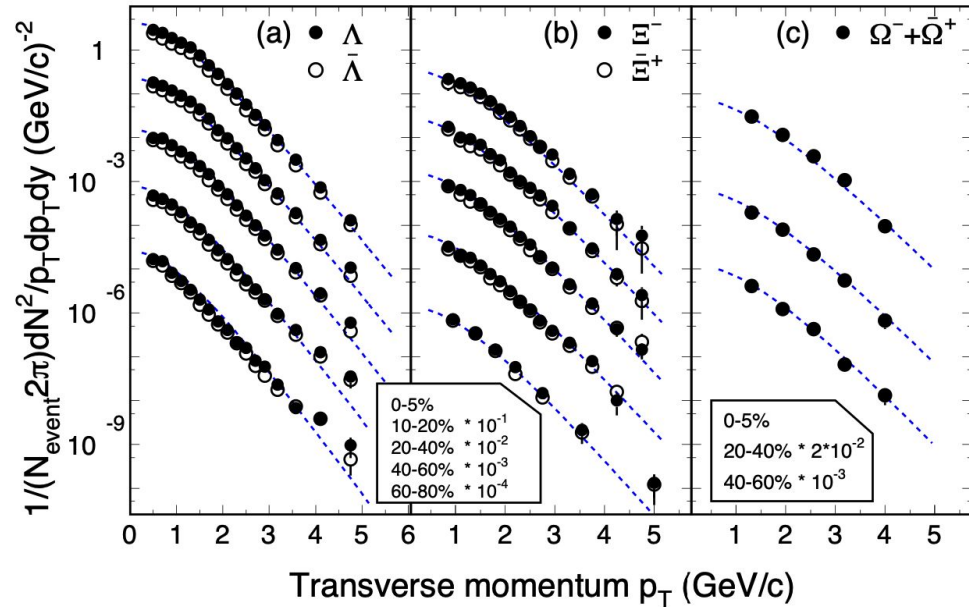 1/(N_event 2π)dN²/p_T dp_T dy (GeV/c)⁻²
1
10⁻³
10⁻⁶
10⁻⁹
(a) Λ
Λ̄
(b) Ξ⁻
Ξ̄⁺
(c) Ω⁻+Ω̄⁺
0-5%
10-20% * 10⁻¹
20-40% * 10⁻²
40-60% * 10⁻³
60-80% * 10⁻⁴
0-5%
20-40% * 2*10⁻²
40-60% * 10⁻³
0 1 2 3 4 5 6 1 2 3 4 5 1 2 3 4 5
Transverse momentum p_T (GeV/c)